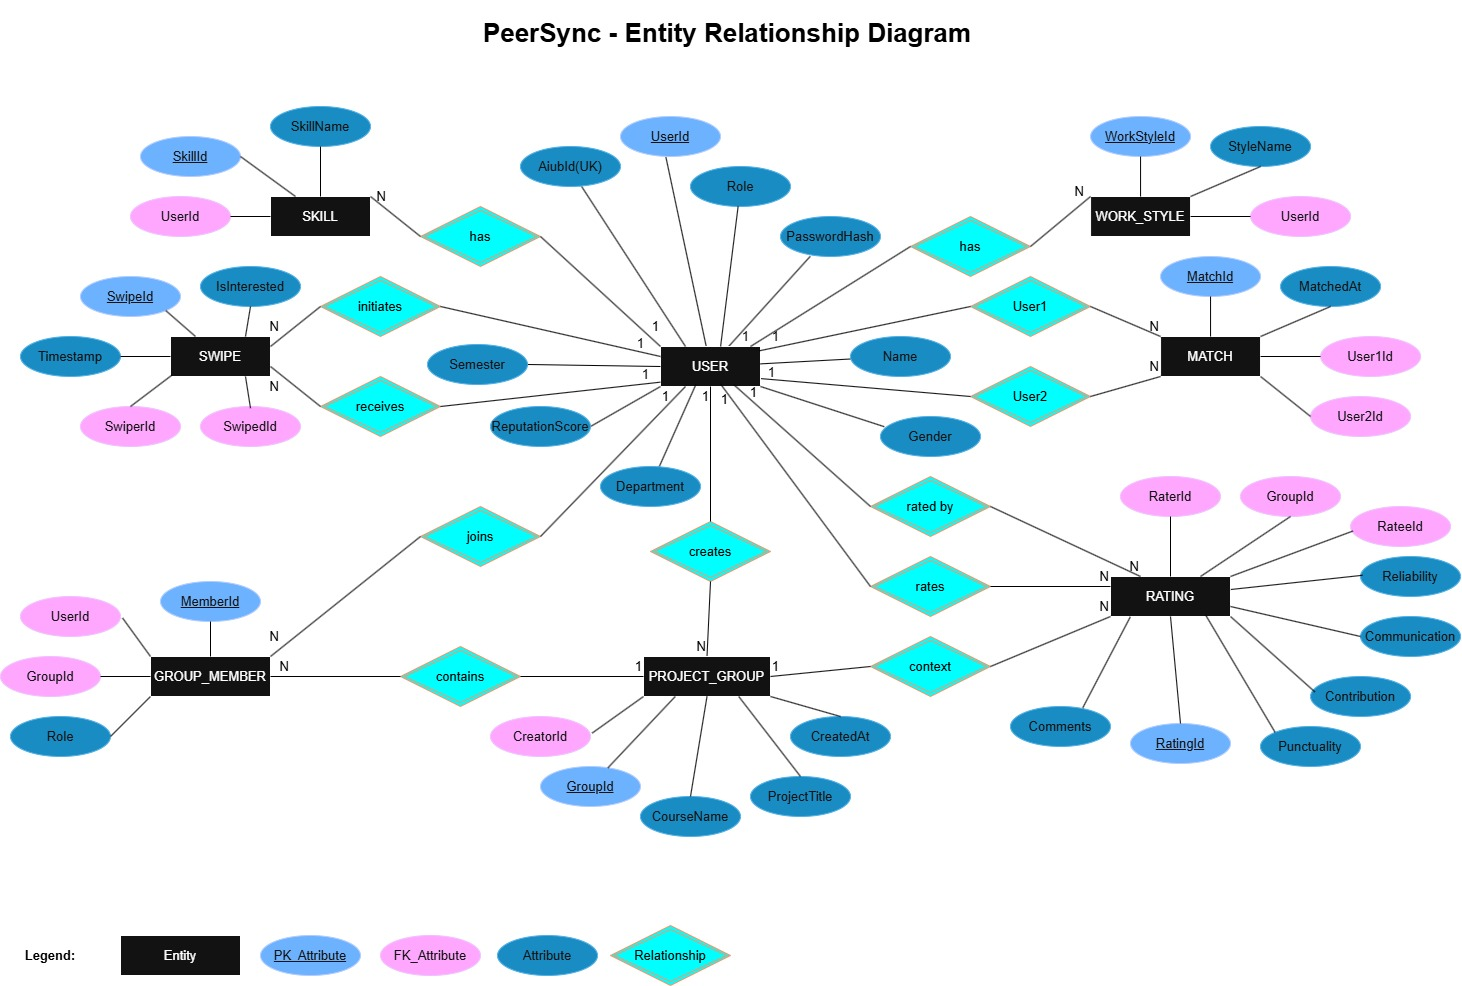 PeerSync - Entity Relationship Diagram
SkillName
SkillId
UserId
SKILL
N
has
AiubId(UK)
UserId
Role
PasswordHash
has
N
WorkStyleId
StyleName
WORK_STYLE
UserId
SwipeId
IsInterested
Timestamp
SWIPE
SwiperId
SwipedId
N
N
initiates
receives
1
1
1
1
1
1
USER
Semester
ReputationScore
Department
Name
Gender
1
1
1
1
User1
User2
N
N
MatchId
MatchedAt
MATCH
User1Id
User2Id
joins
creates
rated by
rates
context
N
N
N
RaterId
GroupId
RateeId
Reliability
RATING
Communication
Contribution
Punctuality
RatingId
Comments
UserId
MemberId
GroupId
GROUP_MEMBER
Role
N
N
contains
1
N
1
PROJECT_GROUP
CreatorId
GroupId
CourseName
ProjectTitle
CreatedAt
Legend:
Entity
PK_Attribute
FK_Attribute
Attribute
Relationship